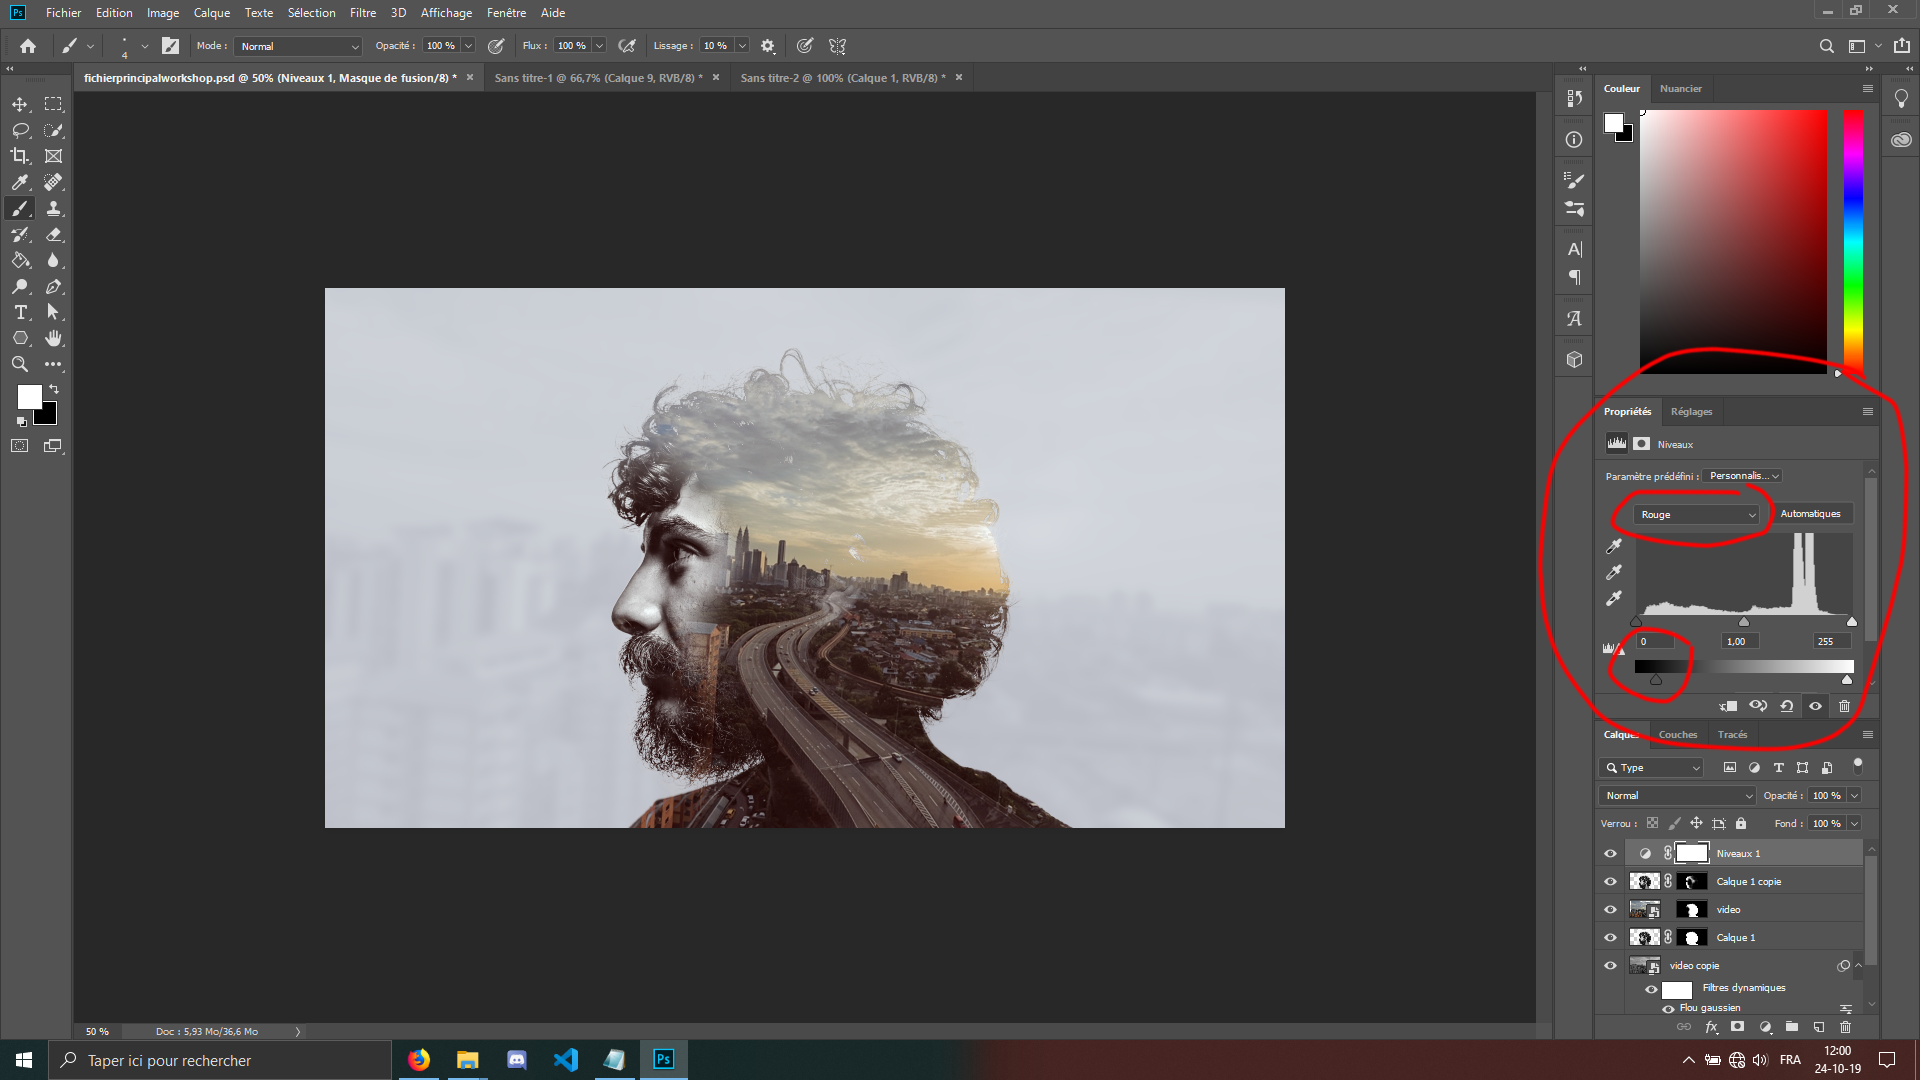 Ps Fichier Edition Image Calque Texte Sélection Filtre 3D Affichage Fenêtre Aide
4 Mode : Normal Opacité : 100 % Flux : 100 % Lissage : 10 %
fichierprincipalworkshop.psd @ 50% (Niveaux 1, Masque de fusion/8) * × Sans titre-1 @ 66,7% (Calque 9, RVB/8) * × Sans titre-2 @ 100% (Calque 1, RVB/8) * ×
Couleur Nuancier
Propriétés Réglages
Niveaux
Paramètre prédéfini : Personnalis...
Rouge Automatiques
0 1,00 255
Calques Couches Tracés
Type
Normal Opacité : 100 %
Verrou : Fond : 100 %
Niveaux 1
Calque 1 copie
video
Calque 1
video copie
Filtres dynamiques
Flou gaussien
fx
50 % Doc : 5,93 Mo/36,6 Mo
Taper ici pour rechercher
Ps
FRA
12:00
24-10-19